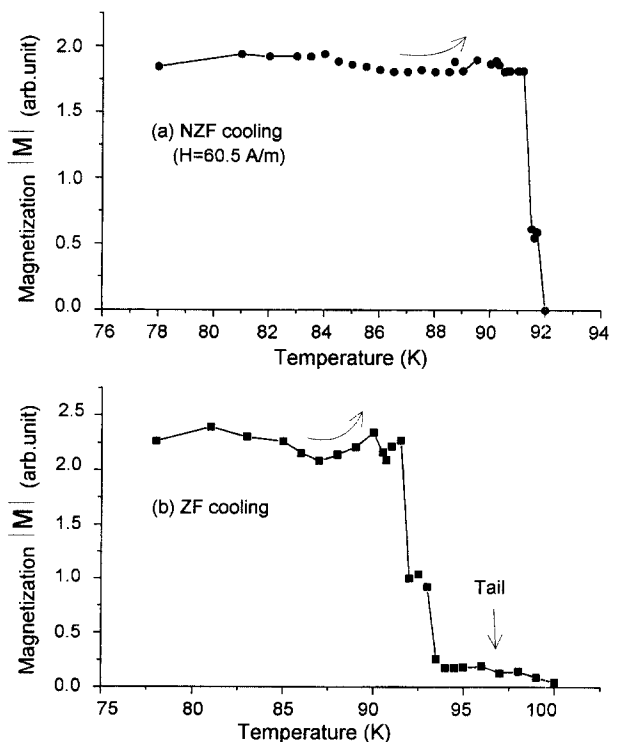 2.0
1.5
1.0
0.5
0.0
Magnetization |M| (arb.unit)
(a) NZF cooling
(H=60.5 A/m)
76 78 80 82 84 86 88 90 92 94
Temperature (K)
2.5
2.0
1.5
1.0
0.5
0.0
Magnetization |M| (arb.unit)
(b) ZF cooling
Tail
75 78 80 85 90 95 100
Temperature (K)